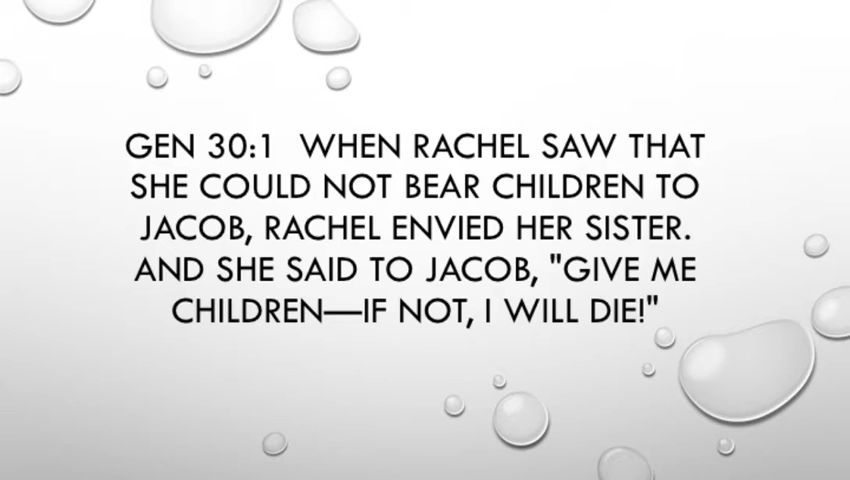 GEN 30:1  WHEN RACHEL SAW THAT
SHE COULD NOT BEAR CHILDREN TO
JACOB, RACHEL ENVIED HER SISTER.
AND SHE SAID TO JACOB, "GIVE ME
CHILDREN—IF NOT, I WILL DIE!"